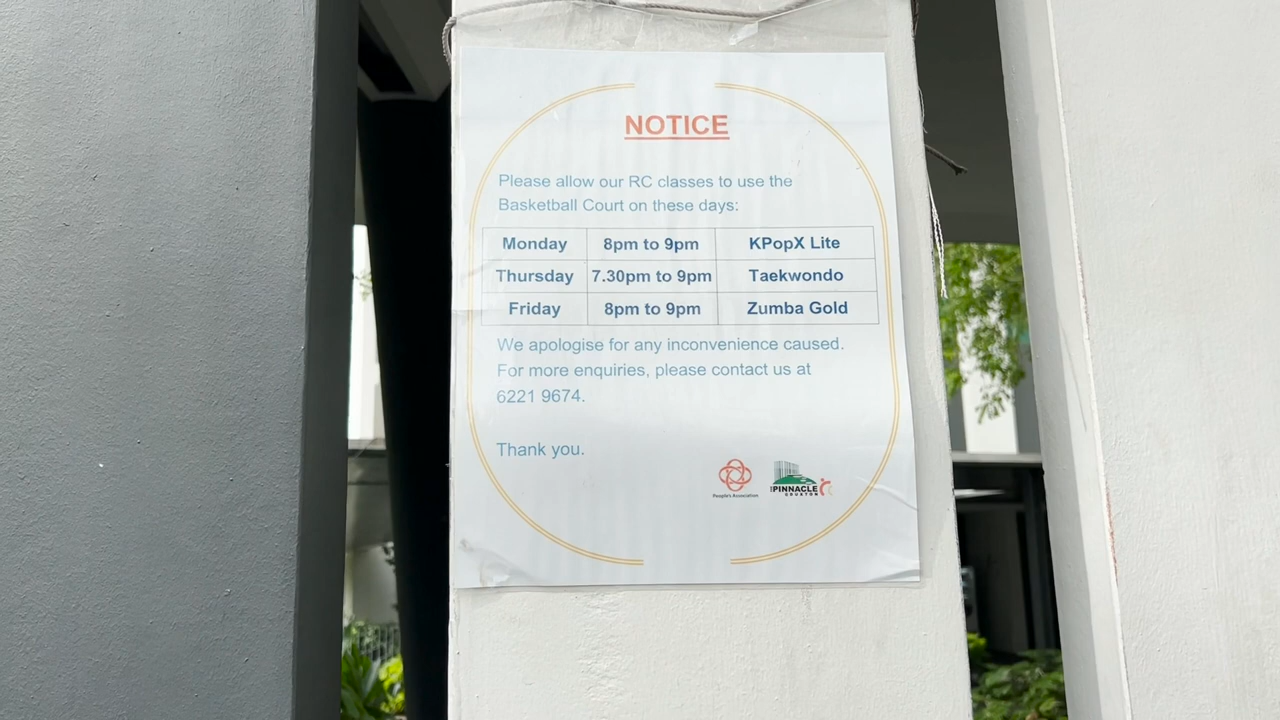 NOTICE
Please allow our RC classes to use the
Basketball Court on these days:
Monday 8pm to 9pm KPopX Lite
Thursday 7.30pm to 9pm Taekwondo
Friday 8pm to 9pm Zumba Gold
We apologise for any inconvenience caused.
For more enquiries, please contact us at
6221 9674.
Thank you.
People's Association
THE PINNACLE
@DUXTON